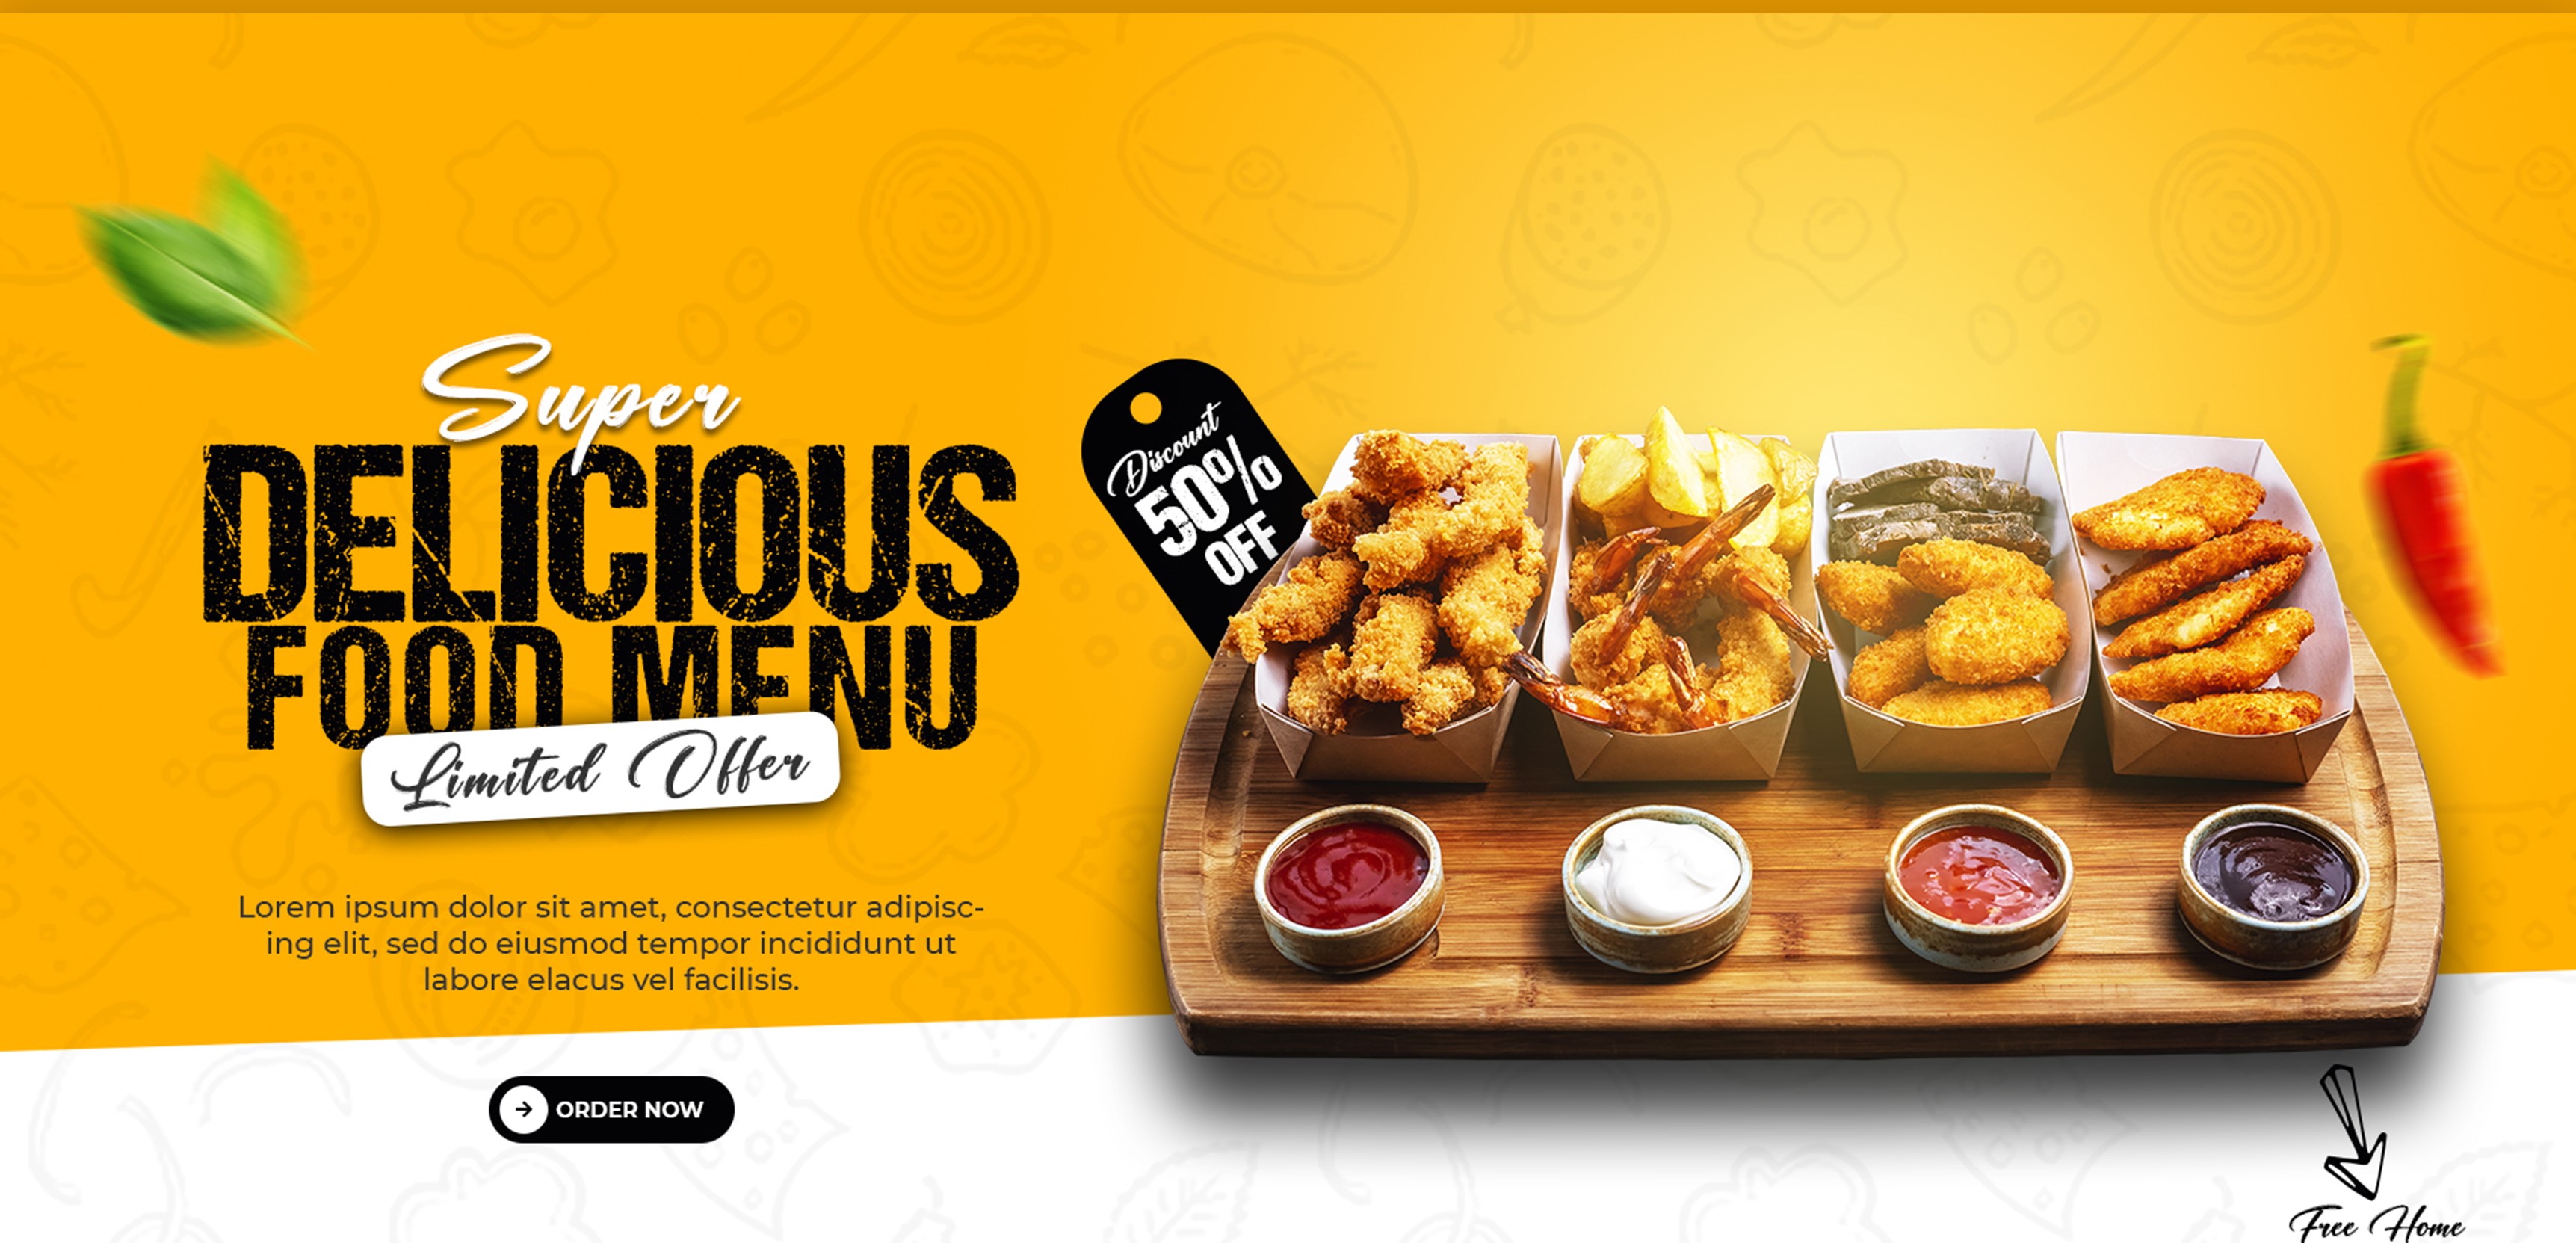 Super
DELICIOUS
FOOD MENU
Limited Offer
Lorem ipsum dolor sit amet, consectetur adipisc-
ing elit, sed do eiusmod tempor incididunt ut
labore elacus vel facilisis.
ORDER NOW
Discount
50%
OFF
Free Home